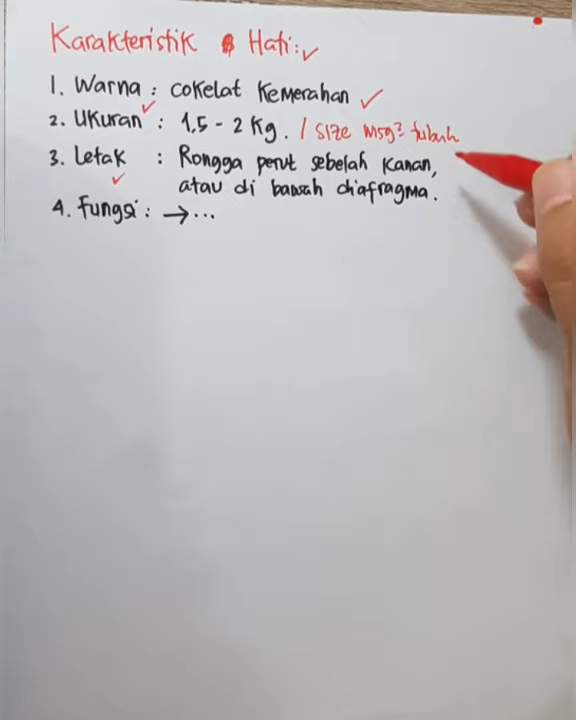 Karakteristik Hati:
1. Warna : cokelat kemerahan
2. Ukuran : 1,5 - 2 Kg. / size msg² tubuh
3. Letak : Rongga perut sebelah kanan,
atau di bawah diafragma.
4. Fungsi : →...